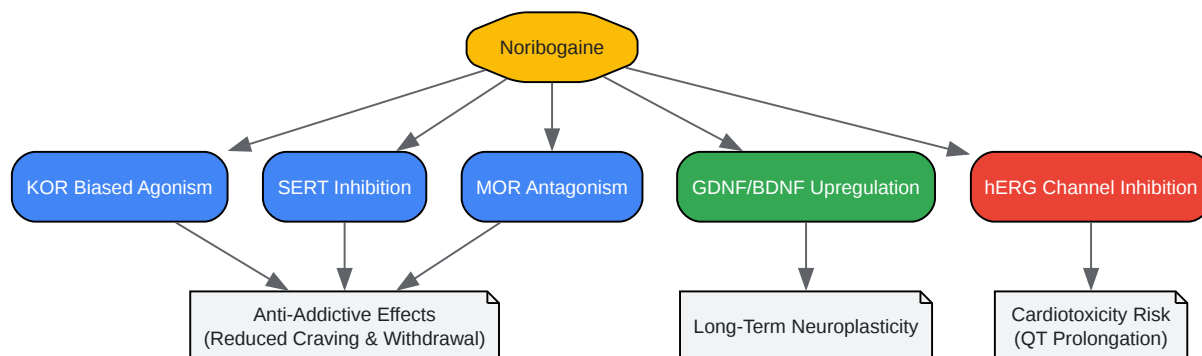 Noribogaine
KOR Biased Agonism
SERT Inhibition
MOR Antagonism
GDNF/BDNF Upregulation
hERG Channel Inhibition
Anti-Addictive Effects
(Reduced Craving & Withdrawal)
Long-Term Neuroplasticity
Cardiotoxicity Risk
(QT Prolongation)